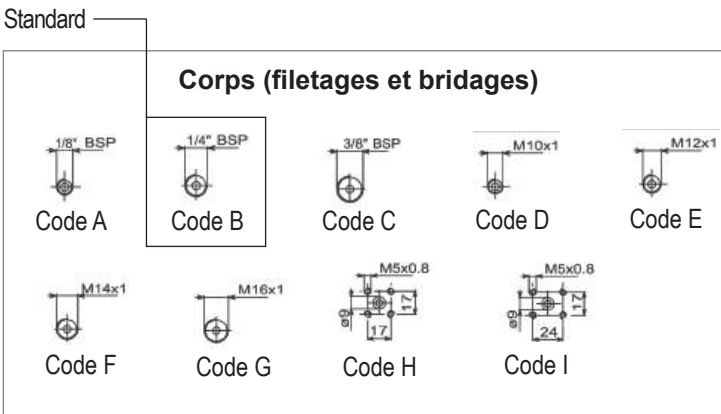 Standard
Corps (filetages et bridages)
1/8" BSP
1/4" BSP
3/8" BSP
M10x1
M12x1
Code A
Code B
Code C
Code D
Code E
M14x1
M16x1
M5x0.8
ø9
17
17
M5x0.8
ø9
17
24
Code F
Code G
Code H
Code I